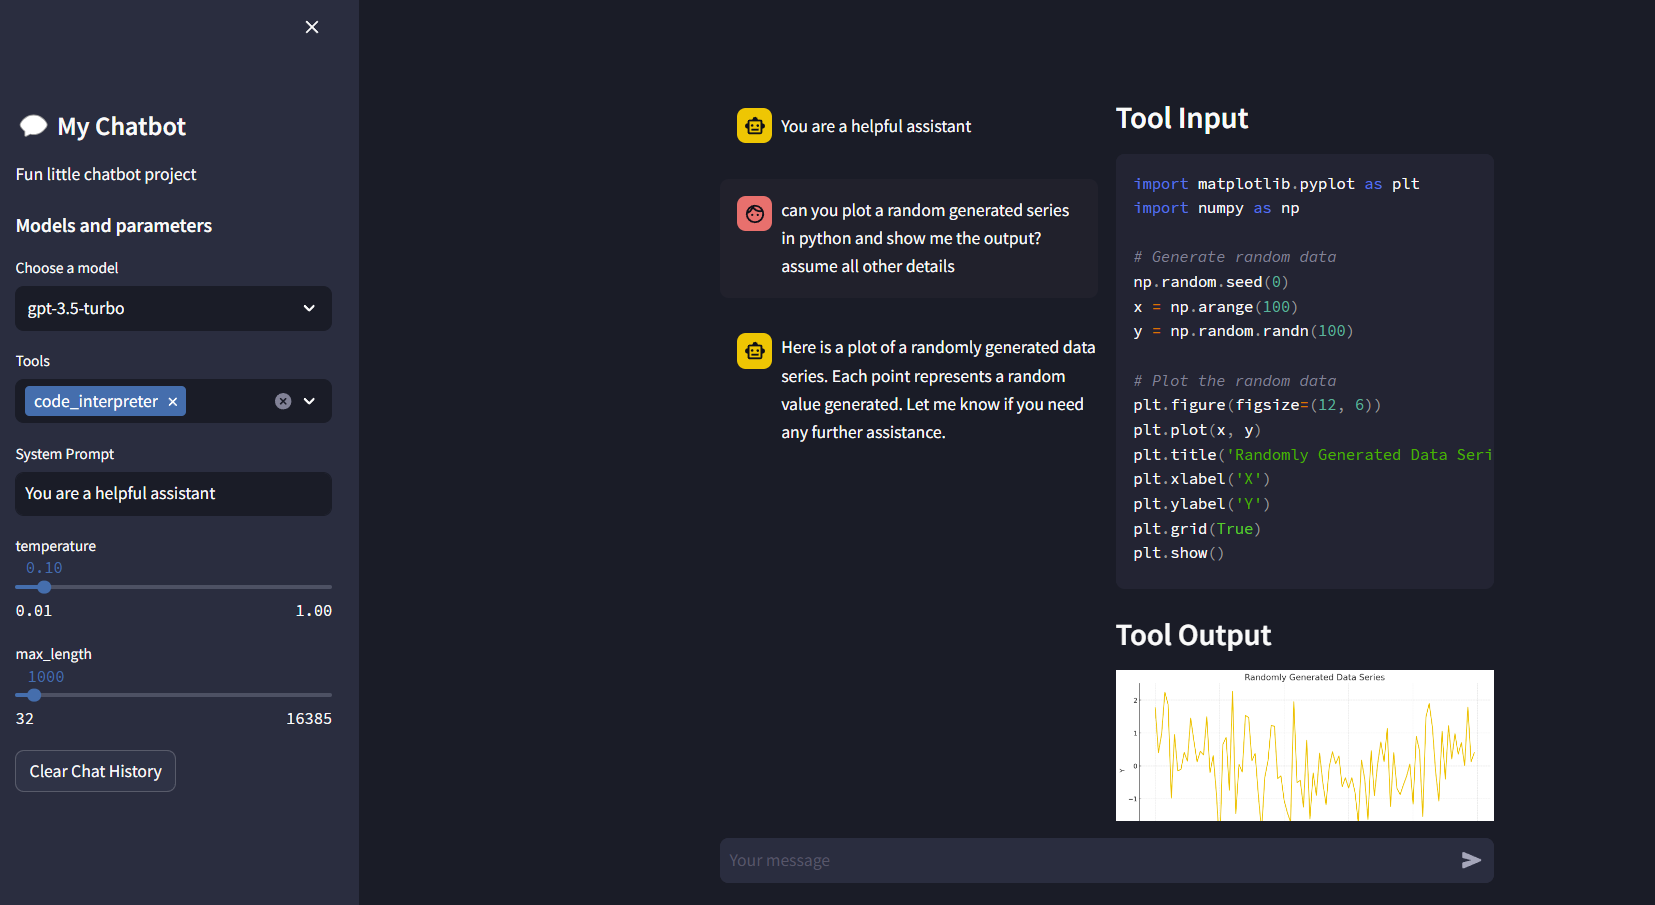 My Chatbot
Fun little chatbot project
Models and parameters
Choose a model
gpt-3.5-turbo
Tools
code_interpreter
System Prompt
You are a helpful assistant
temperature
0.10
0.01 1.00
max_length
1000
32 16385
Clear Chat History
You are a helpful assistant
can you plot a random generated series
in python and show me the output?
assume all other details
Here is a plot of a randomly generated data
series. Each point represents a random
value generated. Let me know if you need
any further assistance.
Tool Input
import matplotlib.pyplot as plt
import numpy as np
# Generate random data
np.random.seed(0)
x = np.arange(100)
y = np.random.randn(100)
# Plot the random data
plt.figure(figsize=(12, 6))
plt.plot(x, y)
plt.title('Randomly Generated Data Seri
plt.xlabel('X')
plt.ylabel('Y')
plt.grid(True)
plt.show()
Tool Output
Randomly Generated Data Series
2
1
0
−1
Y
Your message